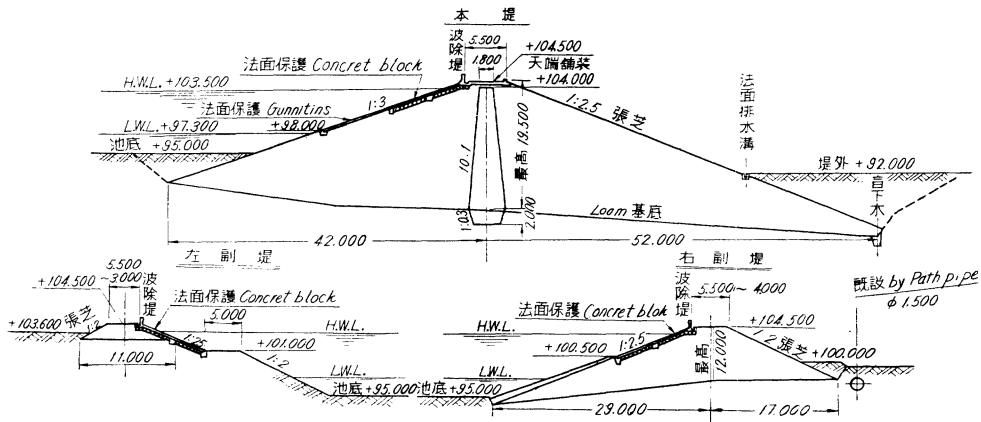 本堤
波除堤
5.500
1.800
+104.500
天端舗装
+104.000
法面保護 Concret block
H.W.L. +103.500
1:3
法面保護 Gunnitins
L.W.L. +97.300
+98.000
池底 +95.000
1:2.5 張芝
法面排水溝
堤外 +92.000
盲下水
10:1
最高 19.500
1:0.3
2.000
Loom 基底
42.000
52.000
左副堤
5.500
~3.000
+104.500
波除堤
法面保護 Concret block
5.000
+103.600
張芝
1:2
H.W.L.
1:2.5
+101.000
11.000
1:2
L.W.L.
池底 +95.000
右副堤
波除堤
5.500~4.000
法面保護 Concret blok
H.W.L.
+104.500
+100.500
1:2.5
最高 12.000
1:2 張芝
+100.000
L.W.L.
池底 +95.000
29.000
17.000
既設 by Path pipe
φ 1.500